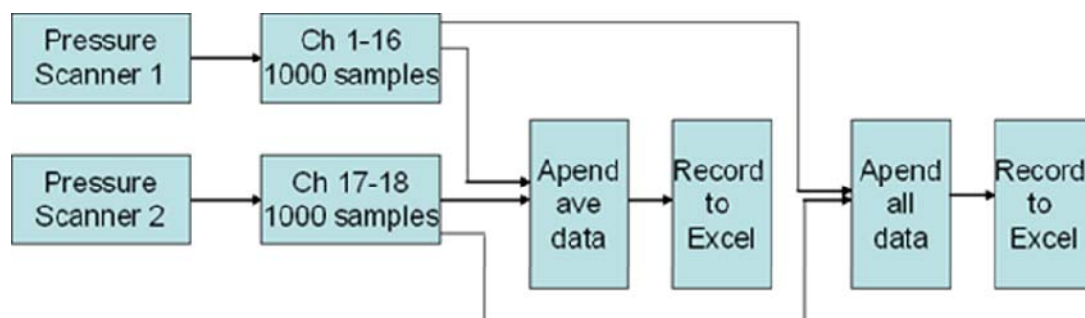 Pressure
Scanner 1
Ch 1-16
1000 samples
Pressure
Scanner 2
Ch 17-18
1000 samples
Apend
ave
data
Record
to
Excel
Apend
all
data
Record
to
Excel